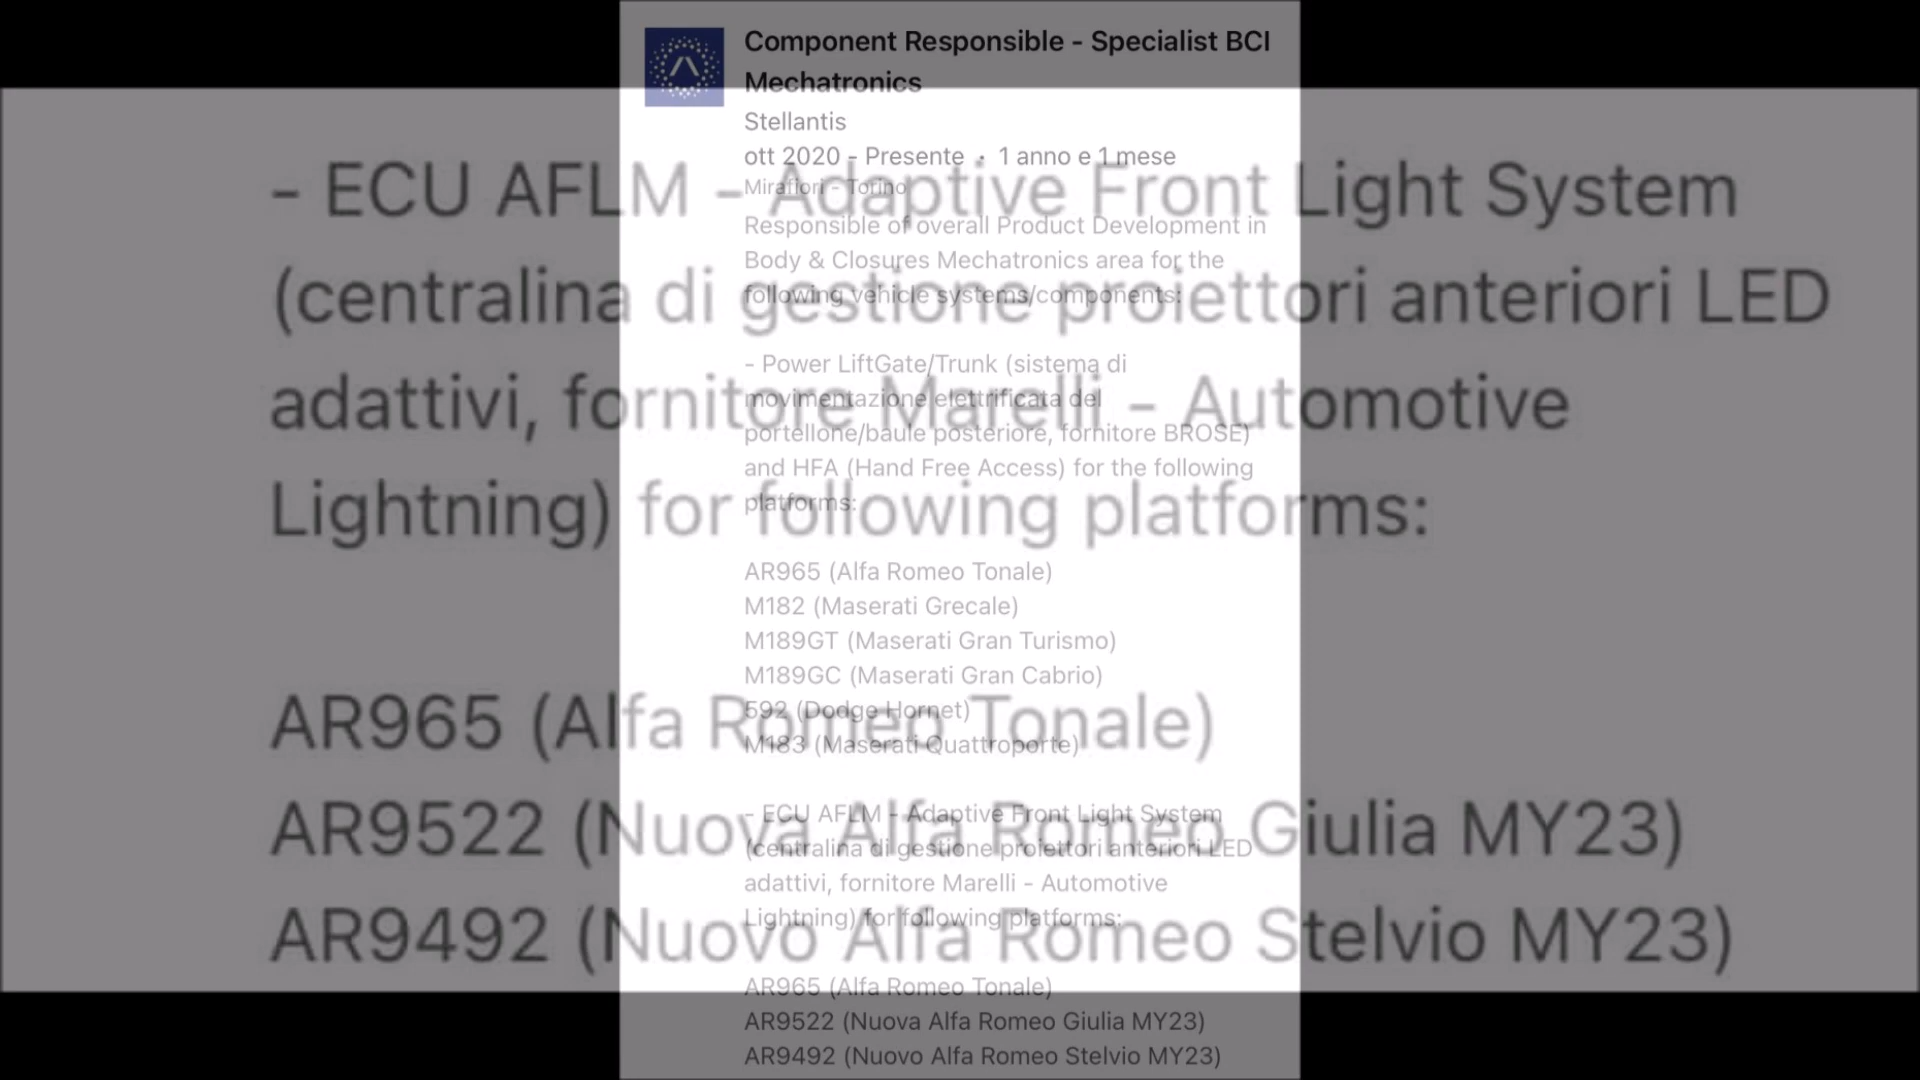 Component Responsible - Specialist BCI
Mechatronics
Stellantis
ott 2020 - Presente · 1 anno e 1 mese
Mirafiori - Torino
Responsible of overall Product Development in
Body & Closures Mechatronics area for the
following vehicle systems/components:
- Power LiftGate/Trunk (sistema di
movimentazione elettrificata del
portellone/baule posteriore, fornitore BROSE)
and HFA (Hand Free Access) for the following
platforms:
AR965 (Alfa Romeo Tonale)
M182 (Maserati Grecale)
M189GT (Maserati Gran Turismo)
M189GC (Maserati Gran Cabrio)
592 (Dodge Hornet)
M183 (Maserati Quattroporte)
- ECU AFLM - Adaptive Front Light System
(centralina di gestione proiettori anteriori LED
adattivi, fornitore Marelli - Automotive
Lightning) for following platforms:
AR965 (Alfa Romeo Tonale)
AR9522 (Nuova Alfa Romeo Giulia MY23)
AR9492 (Nuovo Alfa Romeo Stelvio MY23)
- ECU AFLM - Adaptive Front Light System
(centralina di gestione proiettori anteriori LED
adattivi, fornitore Marelli - Automotive
Lightning) for following platforms:
AR965 (Alfa Romeo Tonale)
AR9522 (Nuova Alfa Romeo Giulia MY23)
AR9492 (Nuovo Alfa Romeo Stelvio MY23)